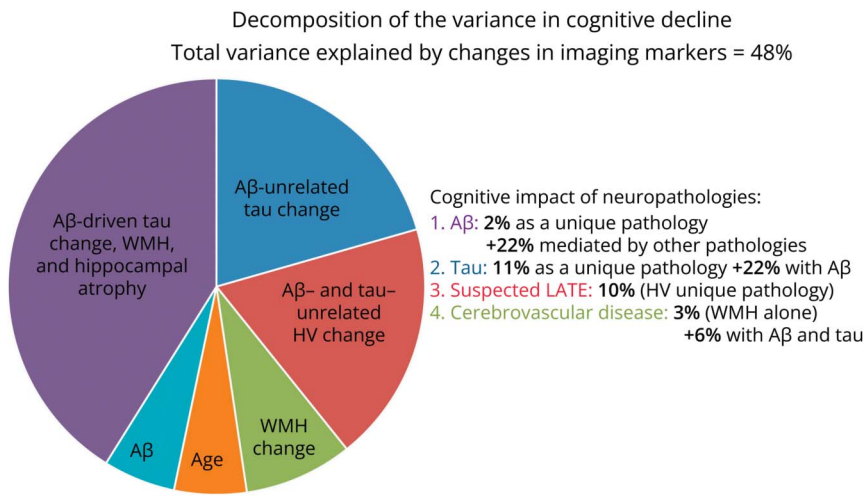 Decomposition of the variance in cognitive decline
Total variance explained by changes in imaging markers = 48%
Aβ-driven tau
change, WMH,
and hippocampal
atrophy
Aβ-unrelated
tau change
Aβ– and tau–
unrelated
HV change
WMH
change
Age
Aβ
Cognitive impact of neuropathologies:
1. Aβ: 2% as a unique pathology
+22% mediated by other pathologies
2. Tau: 11% as a unique pathology +22% with Aβ
3. Suspected LATE: 10% (HV unique pathology)
4. Cerebrovascular disease: 3% (WMH alone)
+6% with Aβ and tau